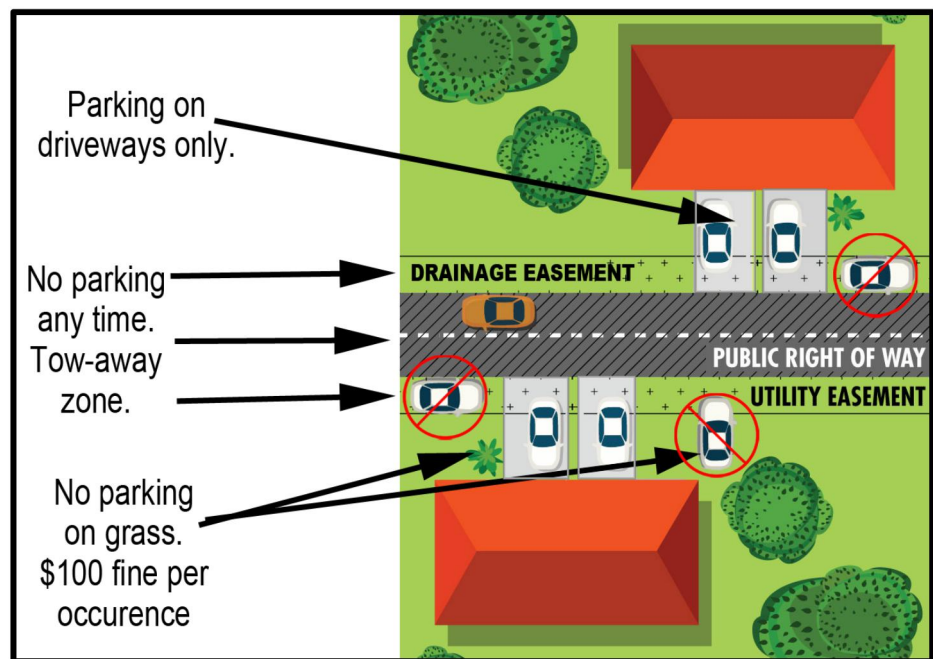 Parking on
driveways only.
No parking
any time.
Tow-away
zone.
No parking
on grass.
$100 fine per
occurence
DRAINAGE EASEMENT
PUBLIC RIGHT OF WAY
UTILITY EASEMENT